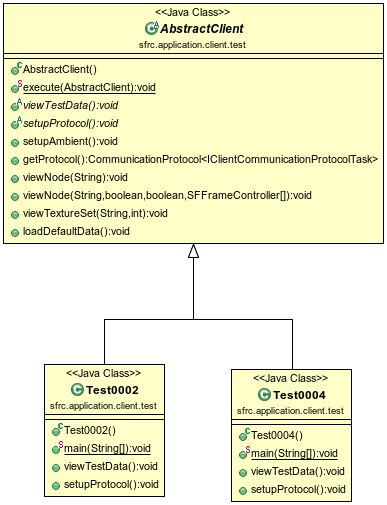 <<Java Class>>
AbstractClient
sfrc.application.client.test
AbstractClient()
execute(AbstractClient):void
viewTestData():void
setupProtocol():void
setupAmbient():void
getProtocol():CommunicationProtocol<IClientCommunicationProtocolTask>
viewNode(String):void
viewNode(String,boolean,boolean,SFFrameController[]):void
viewTextureSet(String,int):void
loadDefaultData():void
<<Java Class>>
Test0002
sfrc.application.client.test
Test0002()
main(String[]):void
viewTestData():void
setupProtocol():void
<<Java Class>>
Test0004
sfrc.application.client.test
Test0004()
main(String[]):void
viewTestData():void
setupProtocol():void